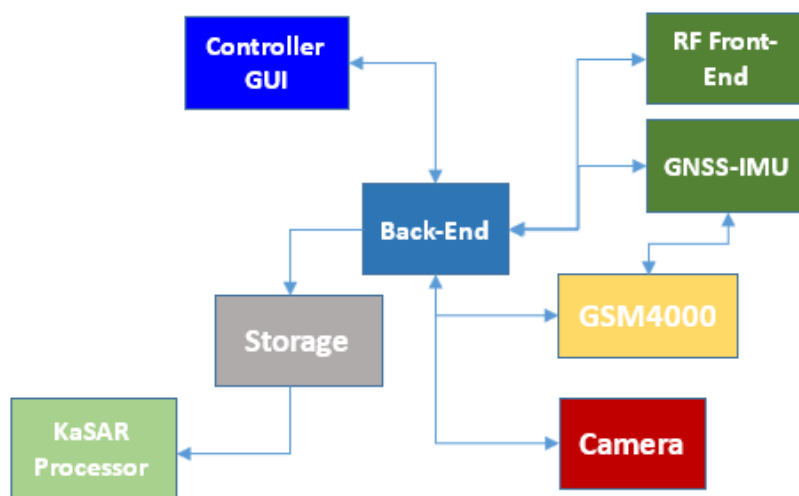 Controller
GUI
RF Front-
End
GNSS-IMU
Back-End
GSM4000
Storage
KaSAR
Processor
Camera